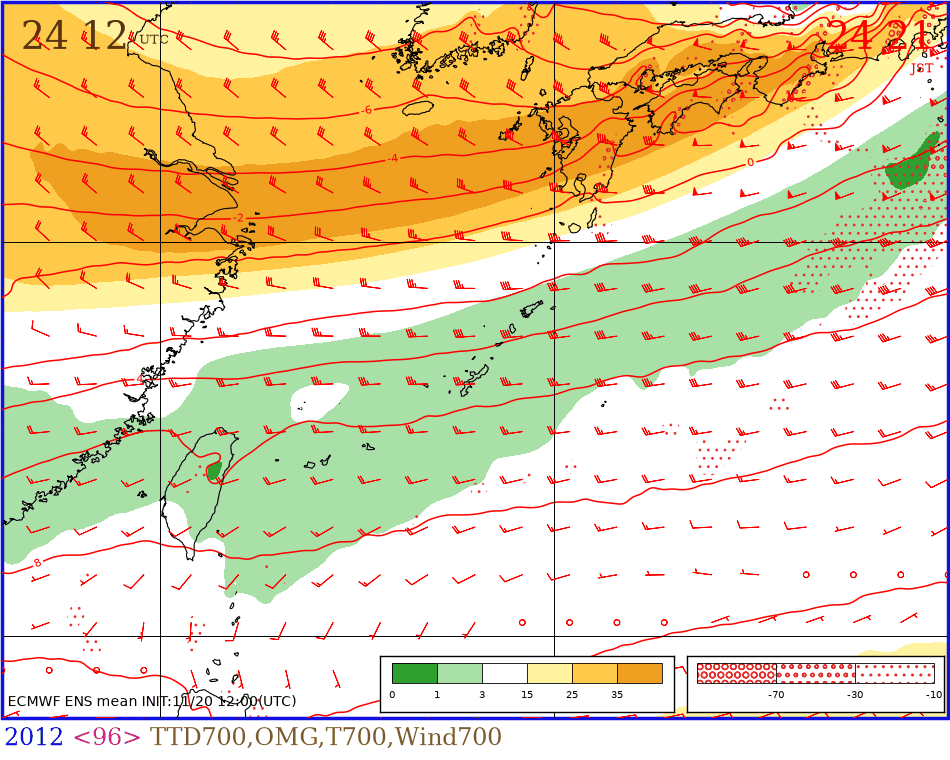 24 12 UTC
24 21 JST
-6
-4
-2
0
8
ECMWF ENS mean INIT:11/20 12:00(UTC)
0 1 3 15 25 35
-70 -30 -10
2012 <96> TTD700,OMG,T700,Wind700